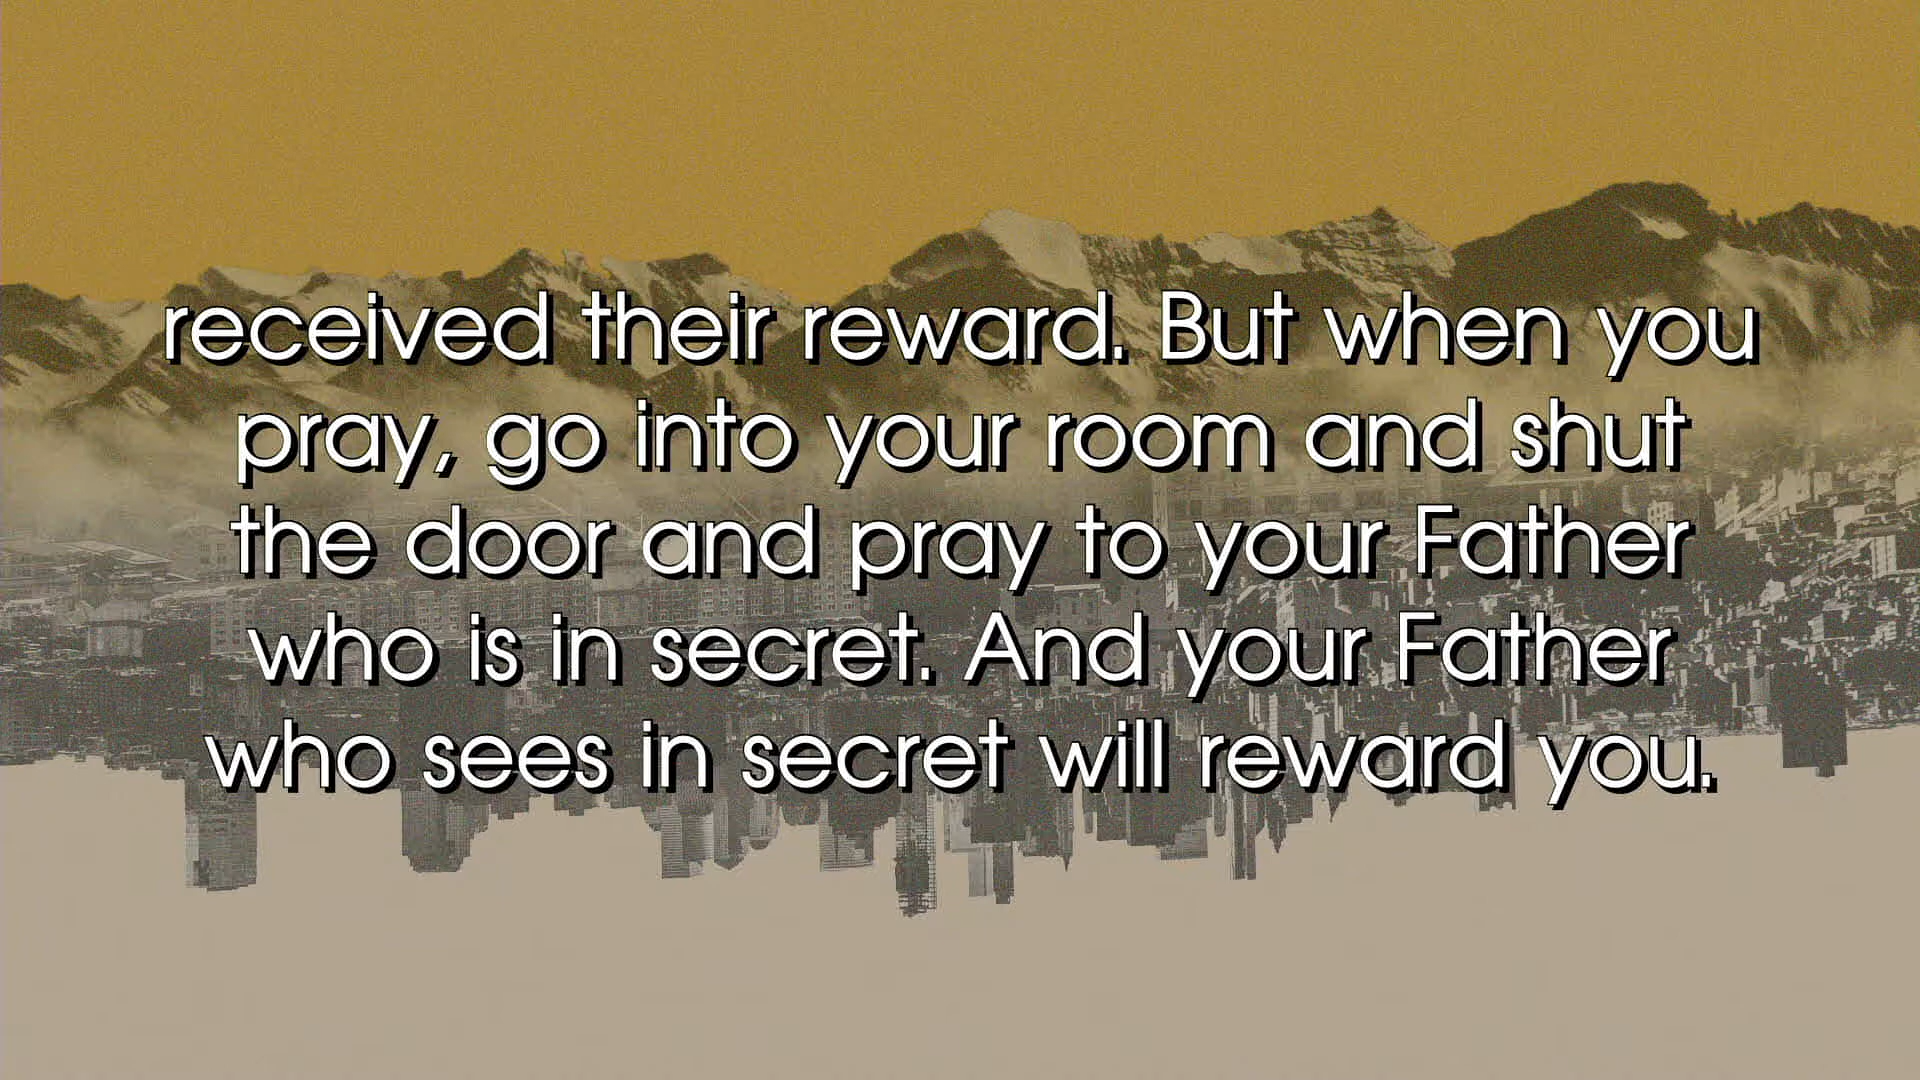 received their reward. But when you
pray, go into your room and shut
the door and pray to your Father
who is in secret. And your Father
who sees in secret will reward you.